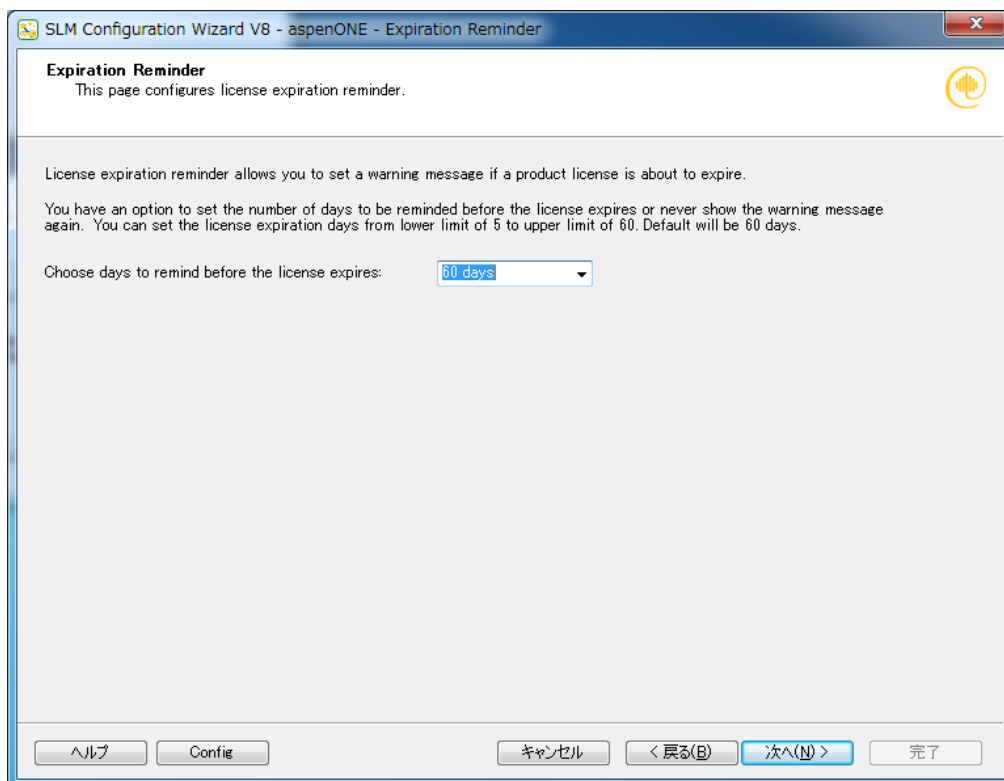 SLM Configuration Wizard V8 - aspenONE - Expiration Reminder
Expiration Reminder
This page configures license expiration reminder.
License expiration reminder allows you to set a warning message if a product license is about to expire.
You have an option to set the number of days to be reminded before the license expires or never show the warning message
again. You can set the license expiration days from lower limit of 5 to upper limit of 60. Default will be 60 days.
Choose days to remind before the license expires: 60 days
ヘルプ Config キャンセル < 戻る(B) 次へ(N) > 完了